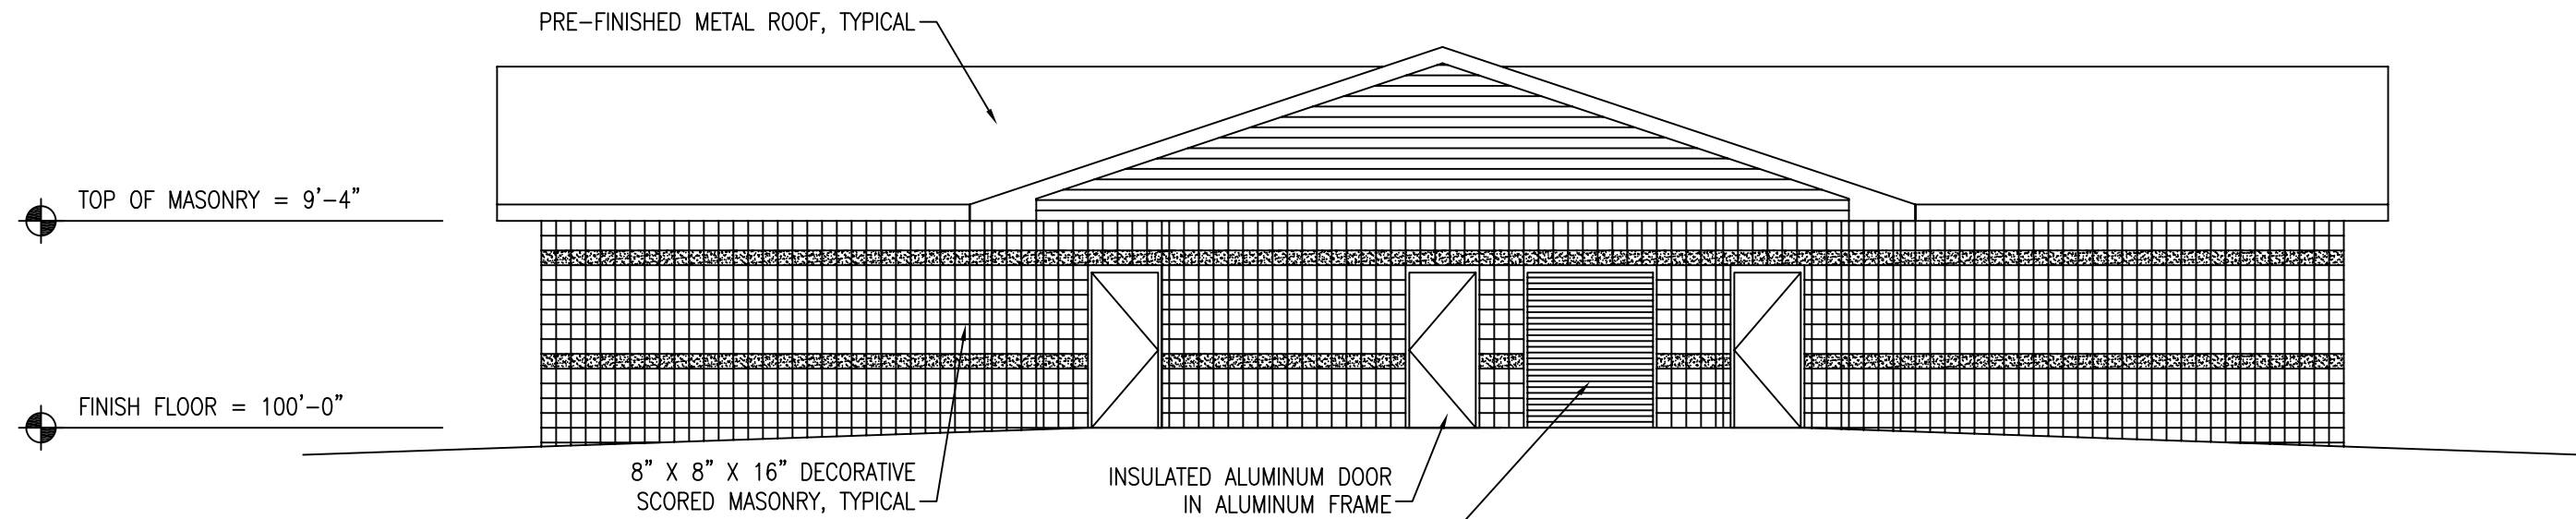 PRE-FINISHED METAL ROOF, TYPICAL
TOP OF MASONRY = 9'-4"
FINISH FLOOR = 100'-0"
8" X 8" X 16" DECORATIVE
SCORED MASONRY, TYPICAL
INSULATED ALUMINUM DOOR
IN ALUMINUM FRAME